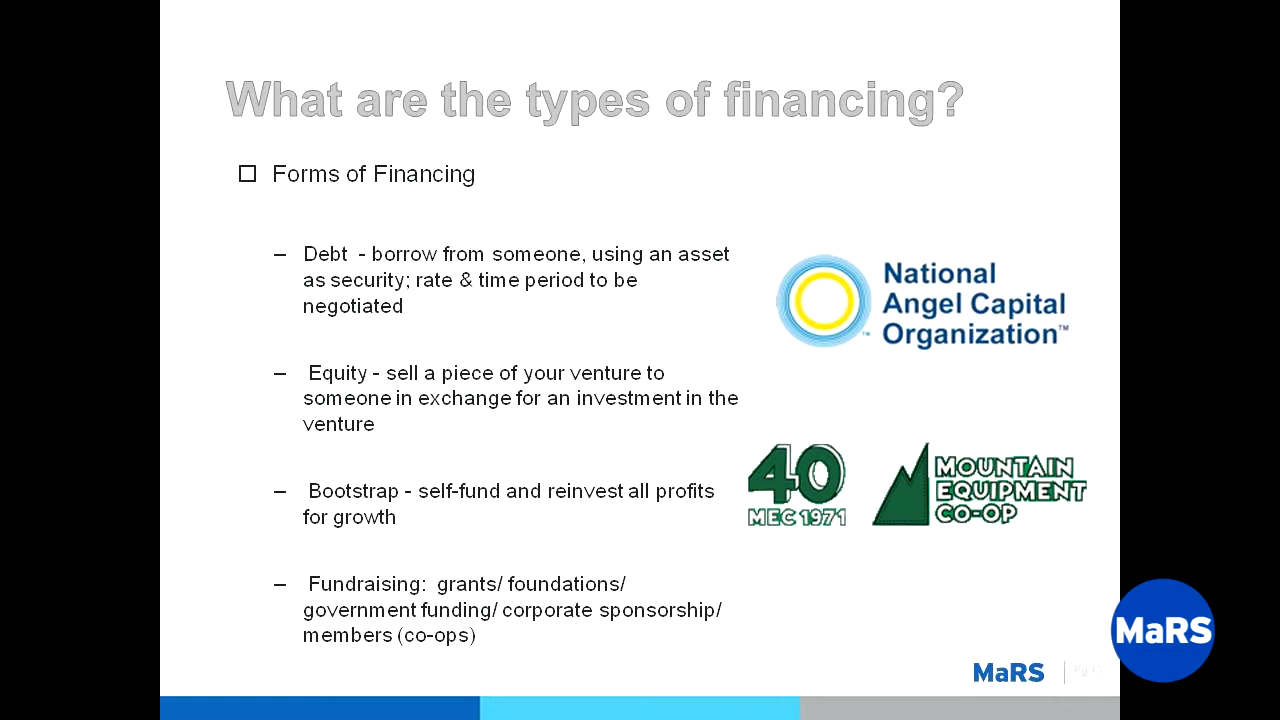 What are the types of financing?
Forms of Financing
– Debt - borrow from someone, using an asset
as security; rate & time period to be
negotiated
– Equity - sell a piece of your venture to
someone in exchange for an investment in the
venture
– Bootstrap - self-fund and reinvest all profits
for growth
– Fundraising: grants/ foundations/
government funding/ corporate sponsorship/
members (co-ops)
National
Angel Capital
Organization™
40
MEC 1971
MOUNTAIN
EQUIPMENT
CO-OP
MaRS
MaRS